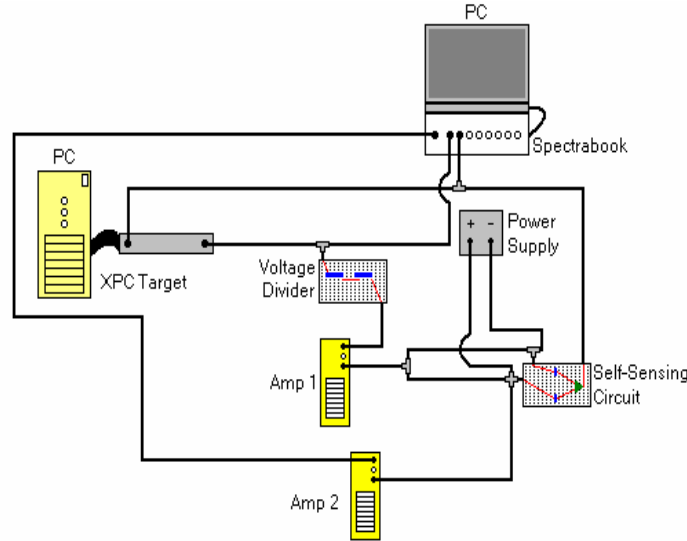 PC
Spectrabook
PC
+ -
Power
Supply
XPC Target
Voltage
Divider
Amp 1
Self-Sensing
Circuit
Amp 2